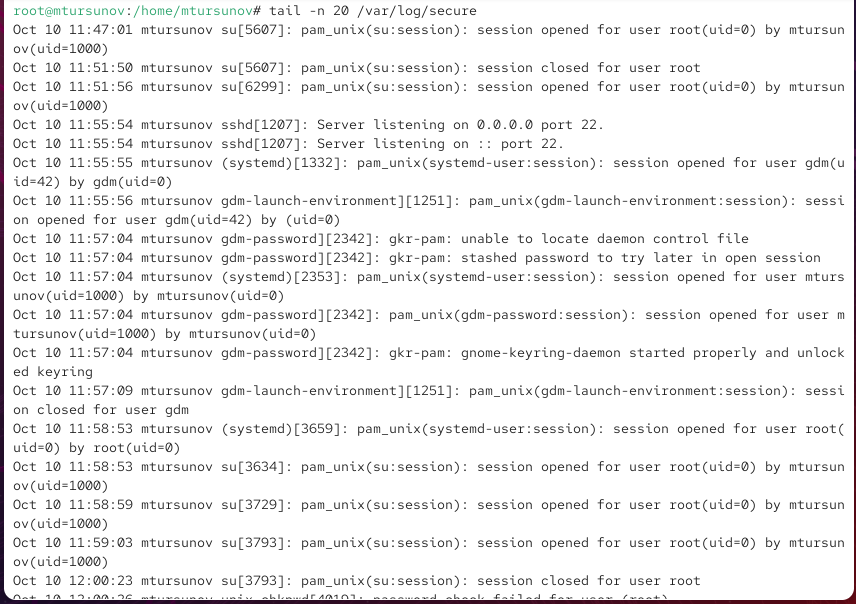 root@mtursunov:/home/mtursunov# tail -n 20 /var/log/secure
Oct 10 11:47:01 mtursunov su[5607]: pam_unix(su:session): session opened for user root(uid=0) by mtursun
ov(uid=1000)
Oct 10 11:51:50 mtursunov su[5607]: pam_unix(su:session): session closed for user root
Oct 10 11:51:56 mtursunov su[6299]: pam_unix(su:session): session opened for user root(uid=0) by mtursun
ov(uid=1000)
Oct 10 11:55:54 mtursunov sshd[1207]: Server listening on 0.0.0.0 port 22.
Oct 10 11:55:54 mtursunov sshd[1207]: Server listening on :: port 22.
Oct 10 11:55:55 mtursunov (systemd)[1332]: pam_unix(systemd-user:session): session opened for user gdm(u
id=42) by gdm(uid=0)
Oct 10 11:55:56 mtursunov gdm-launch-environment][1251]: pam_unix(gdm-launch-environment:session): sessi
on opened for user gdm(uid=42) by (uid=0)
Oct 10 11:57:04 mtursunov gdm-password][2342]: gkr-pam: unable to locate daemon control file
Oct 10 11:57:04 mtursunov gdm-password][2342]: gkr-pam: stashed password to try later in open session
Oct 10 11:57:04 mtursunov (systemd)[2353]: pam_unix(systemd-user:session): session opened for user mturs
unov(uid=1000) by mtursunov(uid=0)
Oct 10 11:57:04 mtursunov gdm-password][2342]: pam_unix(gdm-password:session): session opened for user m
tursunov(uid=1000) by mtursunov(uid=0)
Oct 10 11:57:04 mtursunov gdm-password][2342]: gkr-pam: gnome-keyring-daemon started properly and unlock
ed keyring
Oct 10 11:57:09 mtursunov gdm-launch-environment][1251]: pam_unix(gdm-launch-environment:session): sessi
on closed for user gdm
Oct 10 11:58:53 mtursunov (systemd)[3659]: pam_unix(systemd-user:session): session opened for user root(
uid=0) by root(uid=0)
Oct 10 11:58:53 mtursunov su[3634]: pam_unix(su:session): session opened for user root(uid=0) by mtursun
ov(uid=1000)
Oct 10 11:58:59 mtursunov su[3729]: pam_unix(su:session): session opened for user root(uid=0) by mtursun
ov(uid=1000)
Oct 10 11:59:03 mtursunov su[3793]: pam_unix(su:session): session opened for user root(uid=0) by mtursun
ov(uid=1000)
Oct 10 12:00:23 mtursunov su[3793]: pam_unix(su:session): session closed for user root
Oct 10 12:00:26 mtursunov unix_chkpwd[4019]: password check failed for user (root)